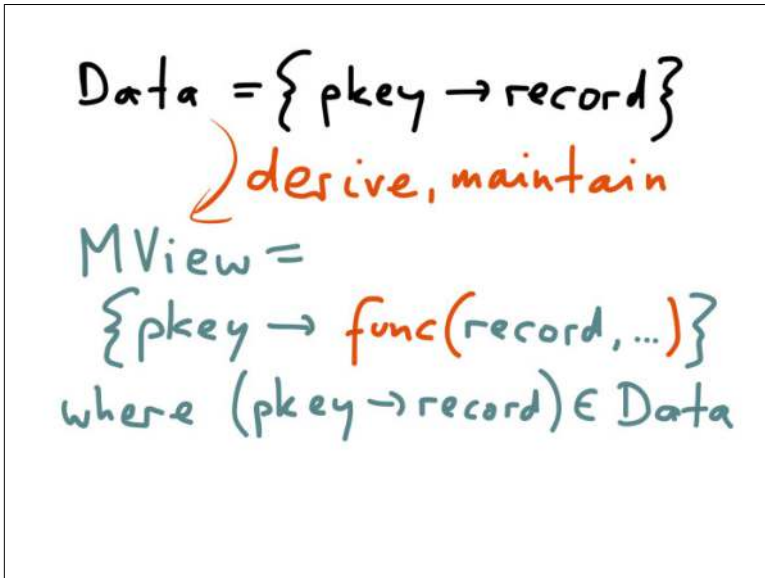 Data = {pkey → record}
derive, maintain
MView =
{pkey → func(record, ...)}
where (pkey → record) ∈ Data